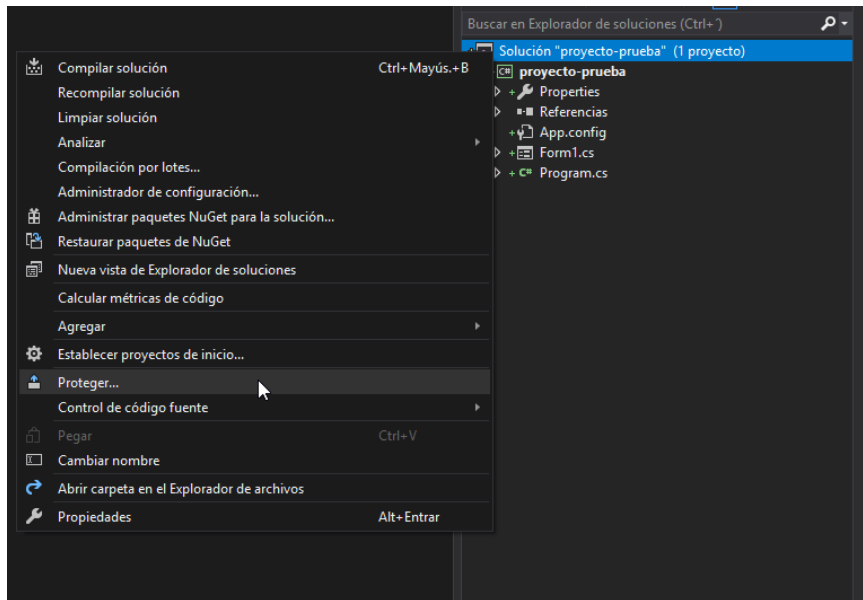 Buscar en Explorador de soluciones (Ctrl+´)
Solución "proyecto-prueba" (1 proyecto)
C# proyecto-prueba
+ Properties
Referencias
+ App.config
+ Form1.cs
+ C# Program.cs
Compilar solución Ctrl+Mayús.+B
Recompilar solución
Limpiar solución
Analizar
Compilación por lotes...
Administrador de configuración...
Administrar paquetes NuGet para la solución...
Restaurar paquetes de NuGet
Nueva vista de Explorador de soluciones
Calcular métricas de código
Agregar
Establecer proyectos de inicio...
Proteger...
Control de código fuente
Pegar Ctrl+V
Cambiar nombre
Abrir carpeta en el Explorador de archivos
Propiedades Alt+Entrar